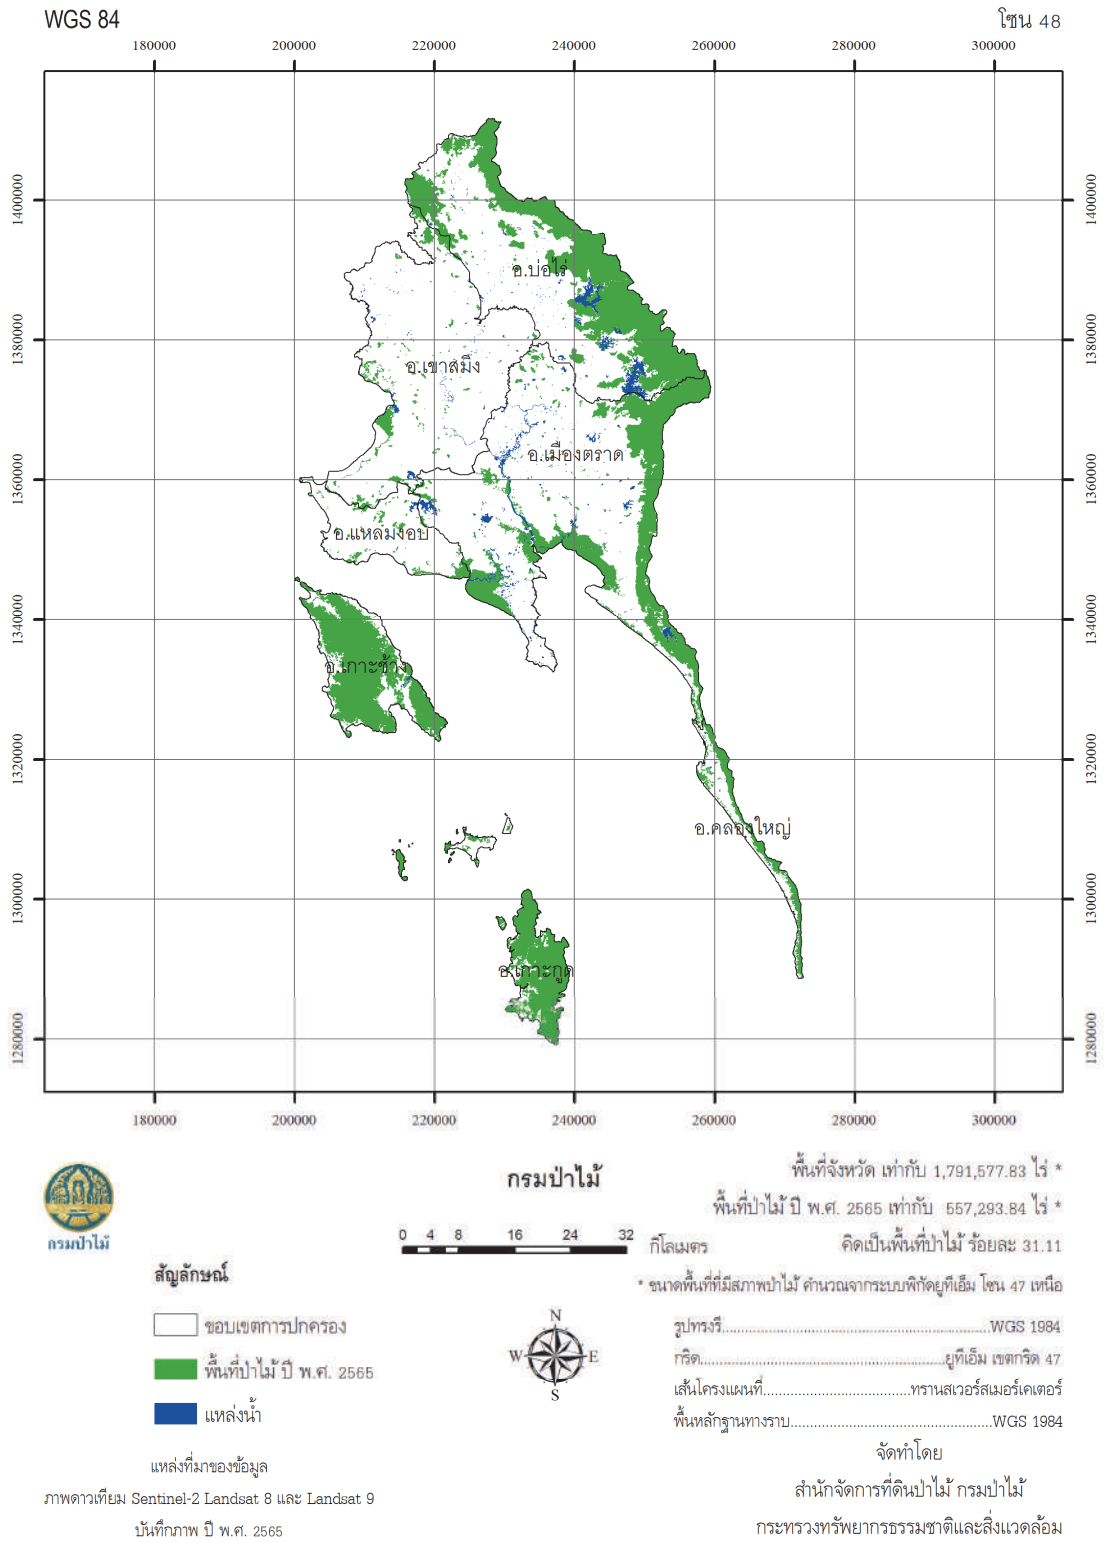 WGS 84
โซน 48
180000 200000 220000 240000 260000 280000 300000
1400000 1400000
อ.บ่อไร่
1380000 1380000
อ.เขาสมิง
อ.เมืองตราด
1360000 1360000
อ.แหลมงอบ
1340000 1340000
อ.เกาะช้าง
1320000 1320000
อ.คลองใหญ่
1300000 1300000
อ.เกาะกูด
1280000 1280000
180000 200000 220000 240000 260000 280000 300000
กรมป่าไม้
กรมป่าไม้
พื้นที่จังหวัด เท่ากับ 1,791,577.83 ไร่ *
พื้นที่ป่าไม้ ปี พ.ศ. 2565 เท่ากับ 557,293.84 ไร่ *
คิดเป็นพื้นที่ป่าไม้ ร้อยละ 31.11
0 4 8 16 24 32
กิโลเมตร
* ขนาดพื้นที่ที่มีสภาพป่าไม้ คำนวณจากระบบพิกัดยูทีเอ็ม โซน 47 เหนือ
สัญลักษณ์
ขอบเขตการปกครอง
พื้นที่ป่าไม้ ปี พ.ศ. 2565
แหล่งน้ำ
N
W E
S
รูปทรงรี............................................................WGS 1984
กริด.......................................................ยูทีเอ็ม เขตกริด 47
เส้นโครงแผนที่.................................ทรานสเวอร์สเมอร์เคเตอร์
พื้นหลักฐานทางราบ.............................................WGS 1984
แหล่งที่มาของข้อมูล
ภาพดาวเทียม Sentinel-2 Landsat 8 และ Landsat 9
บันทึกภาพ ปี พ.ศ. 2565
จัดทำโดย
สำนักจัดการที่ดินป่าไม้ กรมป่าไม้
กระทรวงทรัพยากรธรรมชาติและสิ่งแวดล้อม